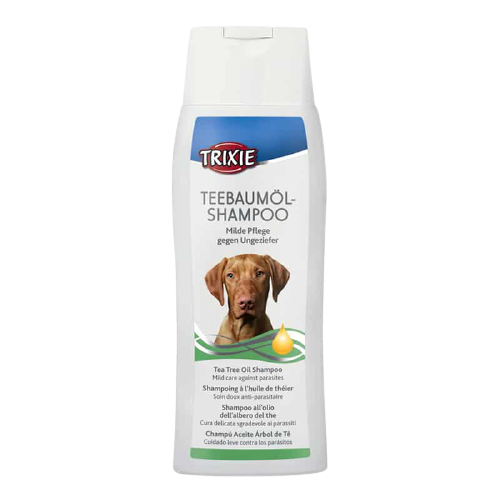 TRIXIE
TEEBAUMÖL-
SHAMPOO
Milde Pflege
gegen Ungeziefer
Tea Tree Oil Shampoo
Mild care against parasites
Shampoing à l'huile de théier
Soin doux anti-parasitaire
Shampoo all'olio
dell'albero del the
Cura delicata sgradevole ai parassiti
Champú Aceite Árbol de Té
Cuidado leve contra los parásitos